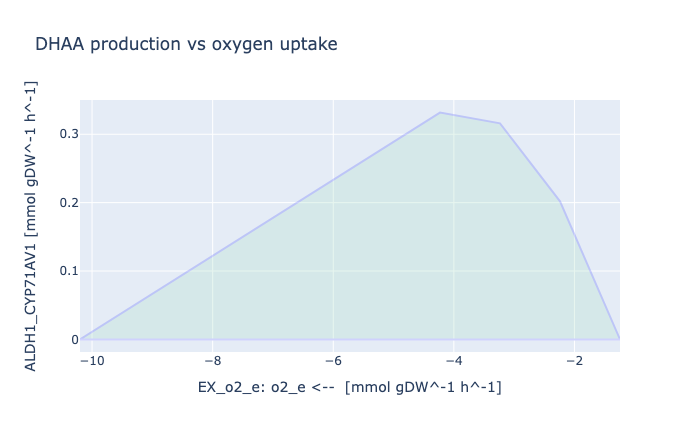 DHAA production vs oxygen uptake
ALDH1_CYP71AV1 [mmol gDW^-1 h^-1]
0.3
0.2
0.1
0
−10 −8 −6 −4 −2
EX_o2_e: o2_e <-- [mmol gDW^-1 h^-1]